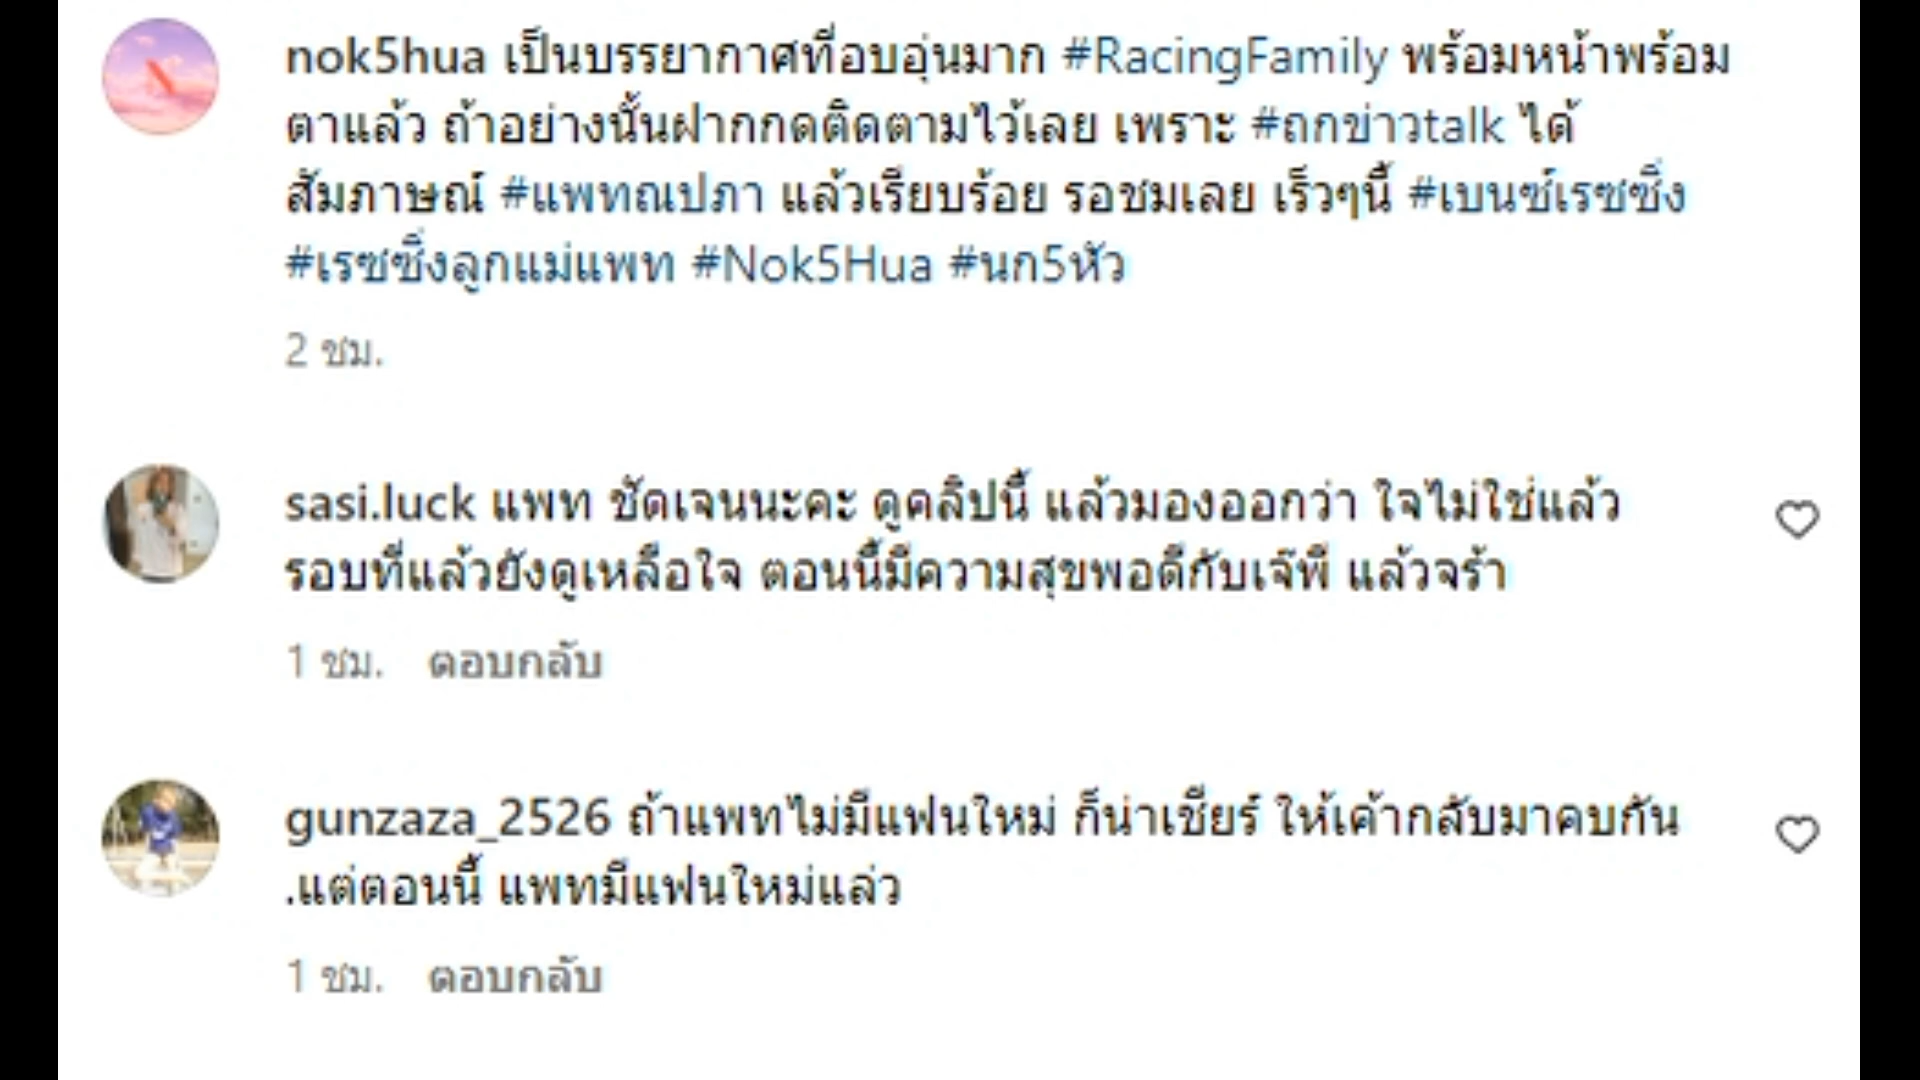 nok5hua เป็นบรรยากาศที่อบอุ่นมาก #RacingFamily พร้อมหน้าพร้อม
ตาแล้ว ถ้าอย่างนั้นฝากกดติดตามไว้เลย เพราะ #ถกข่าวtalk ได้
สัมภาษณ์ #แพทณปภา แล้วเรียบร้อย รอชมเลย เร็วๆนี้ #เบนซ์เรซซิ่ง
#เรซซิ่งลูกแม่แพท #Nok5Hua #นก5หัว
2 ชม.
sasi.luck แพท ชัดเจนนะคะ ดูคลิปนี้ แล้วมองออกว่า ใจไม่ใช่แล้ว
รอบที่แล้วยังดูเหลือใจ ตอนนี้มีความสุขพอดีกับเจ๊พี แล้วจร้า
1 ชม. ตอบกลับ
gunzaza_2526 ถ้าแพทไม่มีแฟนใหม่ ก็น่าเชียร์ ให้เค้ากลับมาคบกัน
.แต่ตอนนี้ แพทมีแฟนใหม่แล่ว
1 ชม. ตอบกลับ